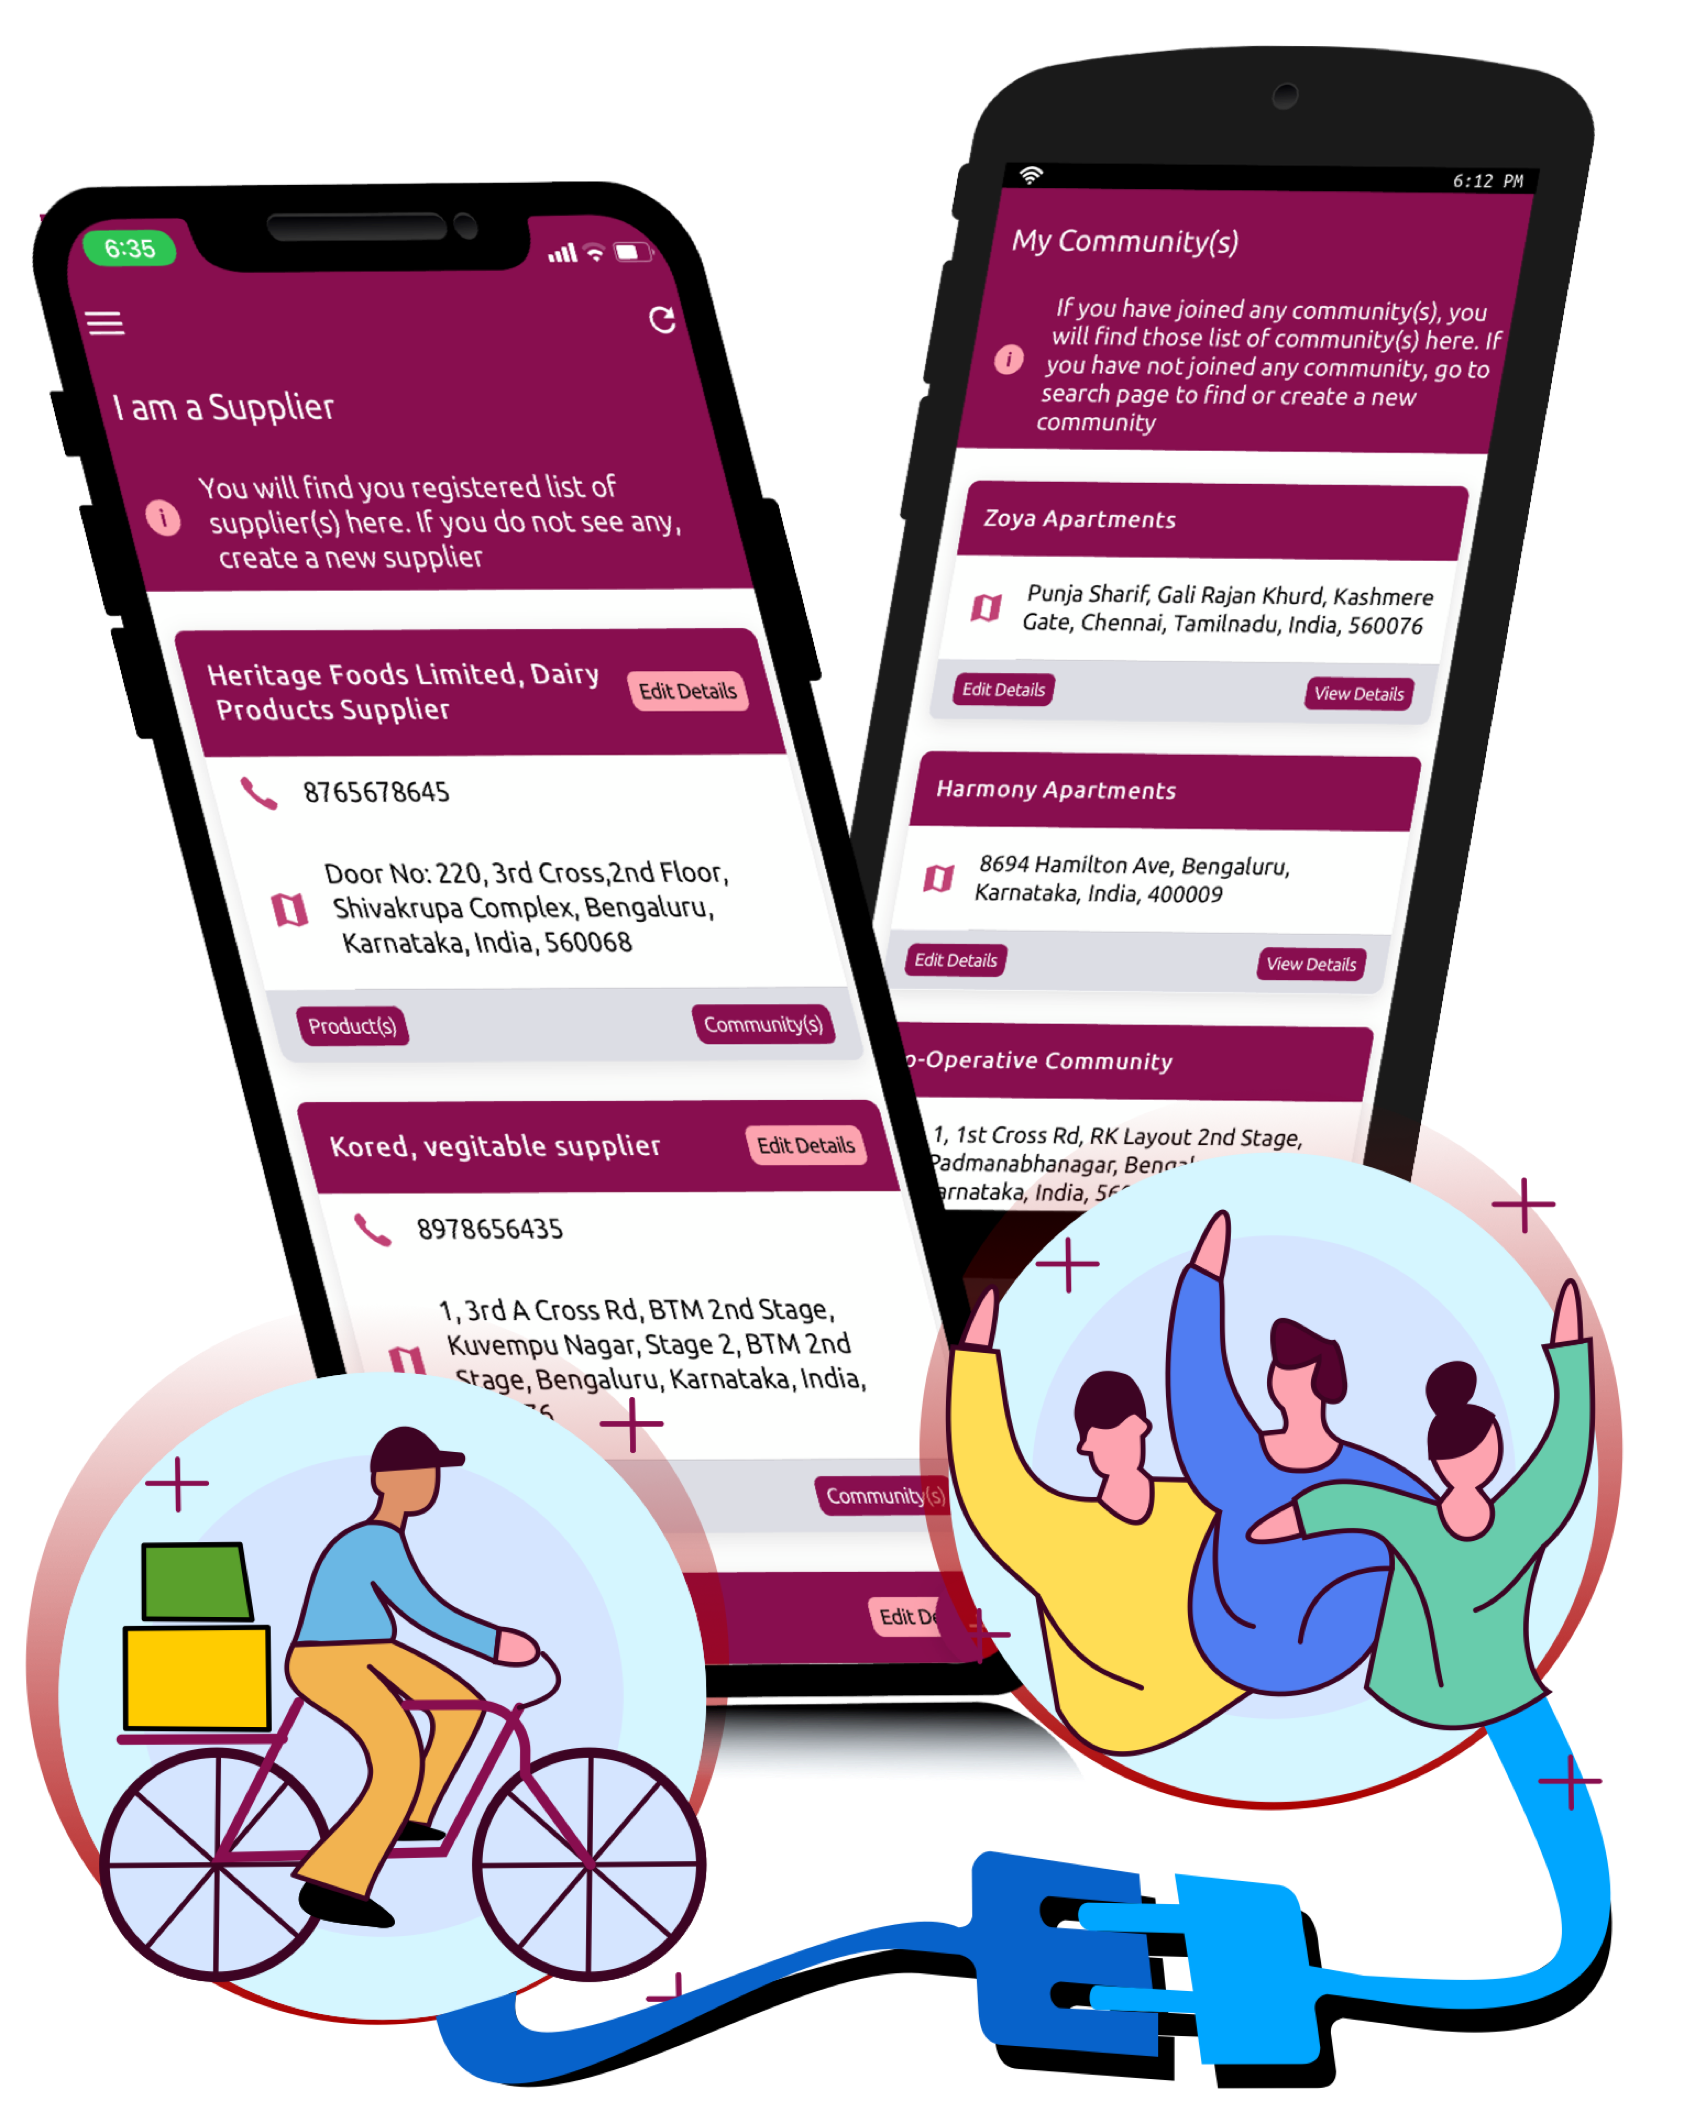 6:35
I am a Supplier
You will find you registered list of
supplier(s) here. If you do not see any,
create a new supplier
Heritage Foods Limited, Dairy
Products Supplier
Edit Details
8765678645
Door No: 220, 3rd Cross,2nd Floor,
Shivakrupa Complex, Bengaluru,
Karnataka, India, 560068
Product(s)
Community(s)
Kored, vegitable supplier
Edit Details
8978656435
1, 3rd A Cross Rd, BTM 2nd Stage,
Kuvempu Nagar, Stage 2, BTM 2nd
Stage, Bengaluru, Karnataka, India,
Community(s)
Edit
6:12 PM
My Community(s)
If you have joined any community(s), you
will find those list of community(s) here. If
you have not joined any community, go to
search page to find or create a new
community
Zoya Apartments
Punja Sharif, Gali Rajan Khurd, Kashmere
Gate, Chennai, Tamilnadu, India, 560076
Edit Details
View Details
Harmony Apartments
8694 Hamilton Ave, Bengaluru,
Karnataka, India, 400009
Edit Details
View Details
o-Operative Community
1, 1st Cross Rd, RK Layout 2nd Stage,
Padmanabhanagar,
arnataka, India,